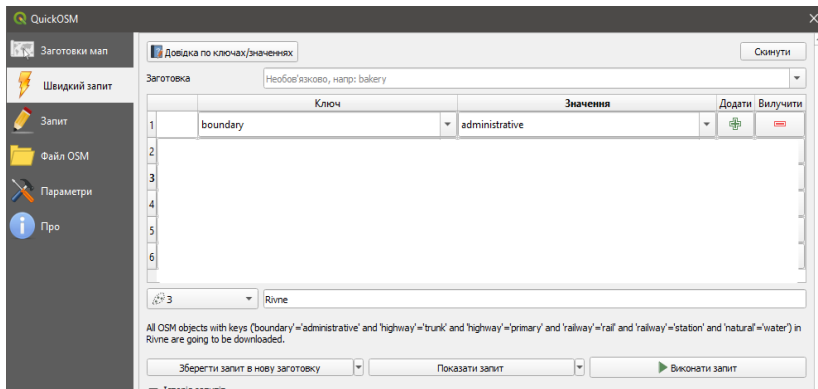 QuickOSM
Заготовки мап
Швидкий запит
Запит
Файл OSM
Параметри
Про
Довідка по ключах/значеннях
Скинути
Заготовка
Необов'язково, напр: bakery
Ключ Значення Додати Вилучити
1 boundary administrative
2
3
4
5
6
З Rivne
All OSM objects with keys ('boundary'='administrative' and 'highway'='trunk' and 'highway'='primary' and 'railway'='rail' and 'railway'='station' and 'natural'='water') in
Rivne are going to be downloaded.
Зберегти запит в нову заготовку Показати запит Виконати запит